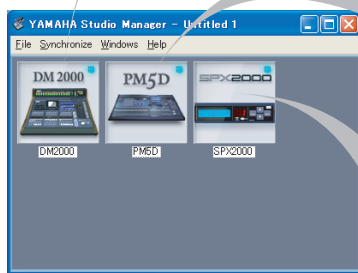 YAMAHA Studio Manager - Untitled 1
File Synchronize Windows Help
DM 2000
PM5D
SPX2000
DM2000
PM5D
SPX2000